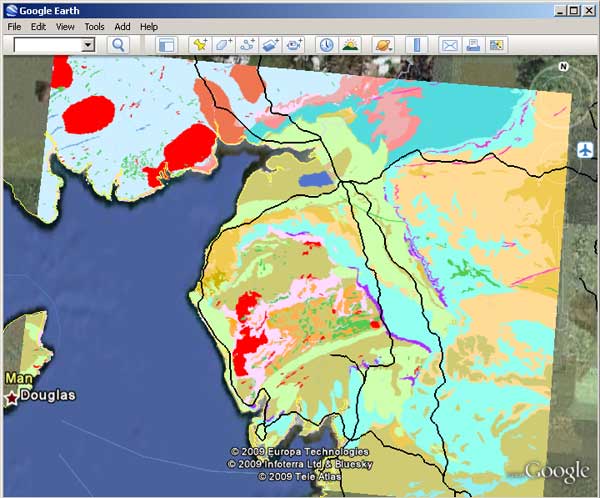 Google Earth
File Edit View Tools Add Help
N
Man
Douglas
© 2009 Europa Technologies
© 2009 Infoterra Ltd & Bluesky
© 2009 Tele Atlas
Google